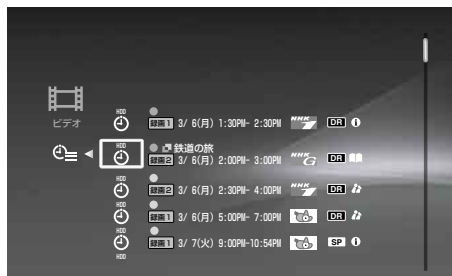 HDD
録画1 3/ 6(月) 1:30PM- 2:30PM NHK DR
ビデオ
HDD
鉄道の旅
録画2 3/ 6(月) 2:00PM- 3:00PM NHK G DR
HDD
録画2 3/ 6(月) 2:30PM- 4:00PM NHK DR
HDD
録画1 3/ 6(月) 5:00PM- 7:00PM DR
HDD
録画1 3/ 7(火) 9:00PM-10:54PM SP
HDD